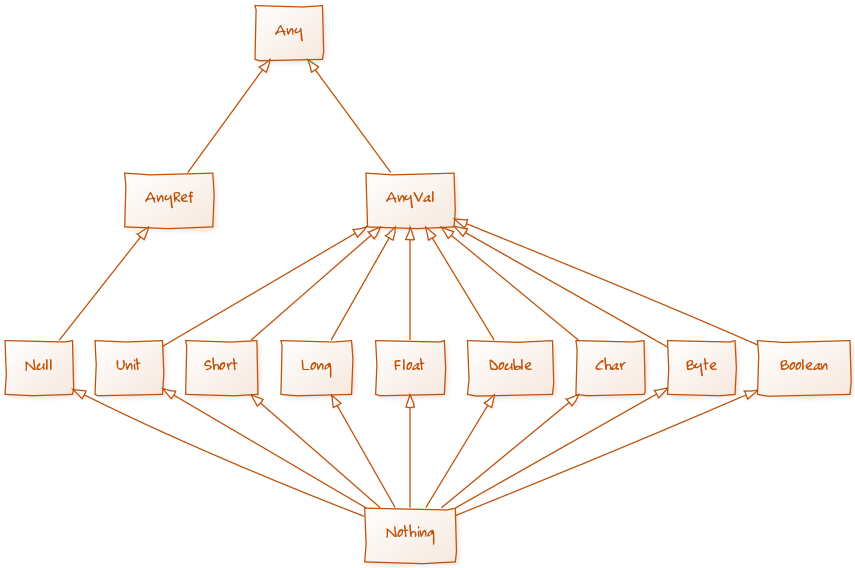 Any
AnyRef
AnyVal
Null
Unit
Short
Long
Float
Double
Char
Byte
Boolean
Nothing